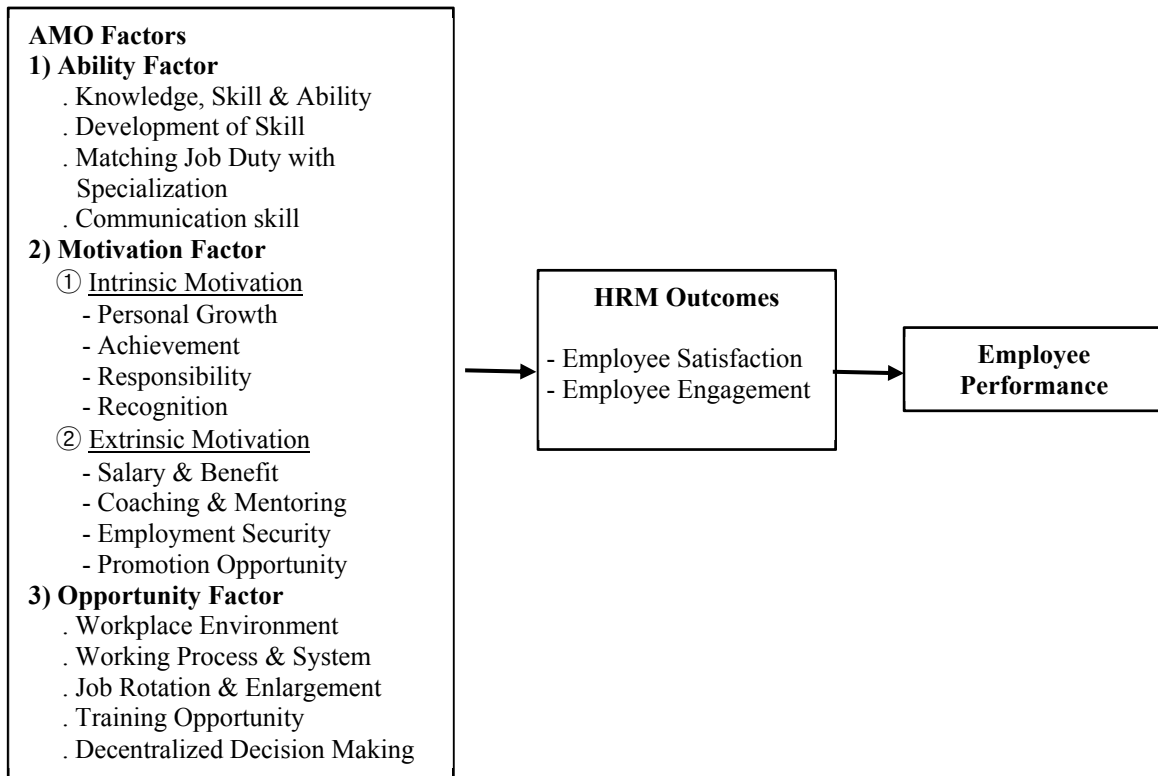 AMO Factors
1) Ability Factor
. Knowledge, Skill & Ability
. Development of Skill
. Matching Job Duty with
Specialization
. Communication skill
2) Motivation Factor
① Intrinsic Motivation
- Personal Growth
- Achievement
- Responsibility
- Recognition
② Extrinsic Motivation
- Salary & Benefit
- Coaching & Mentoring
- Employment Security
- Promotion Opportunity
3) Opportunity Factor
. Workplace Environment
. Working Process & System
. Job Rotation & Enlargement
. Training Opportunity
. Decentralized Decision Making
HRM Outcomes
- Employee Satisfaction
- Employee Engagement
Employee
Performance